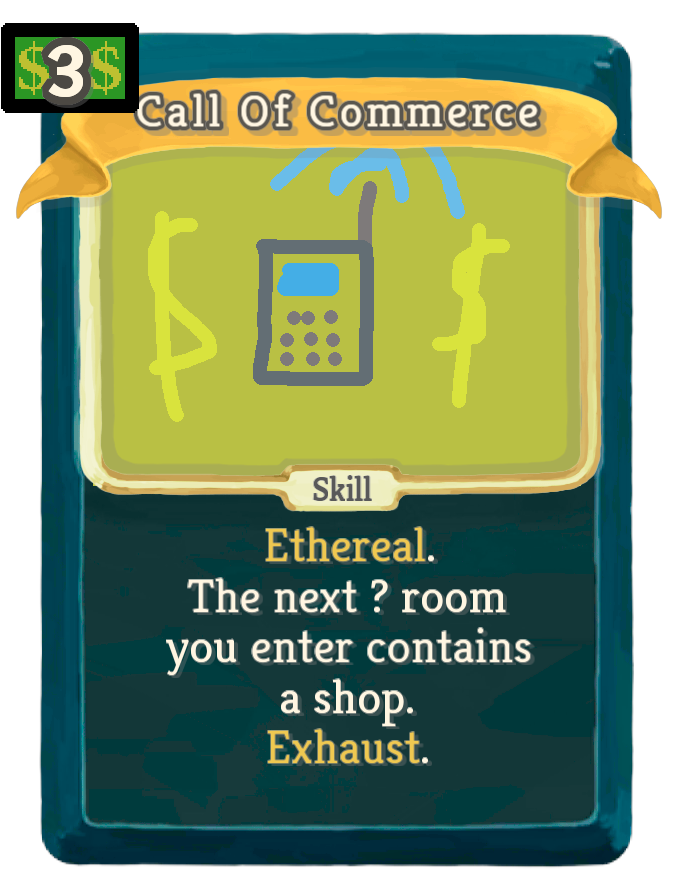 $3$
Call Of Commerce
$ $
Skill
Ethereal.
The next ? room
you enter contains
a shop.
Exhaust.